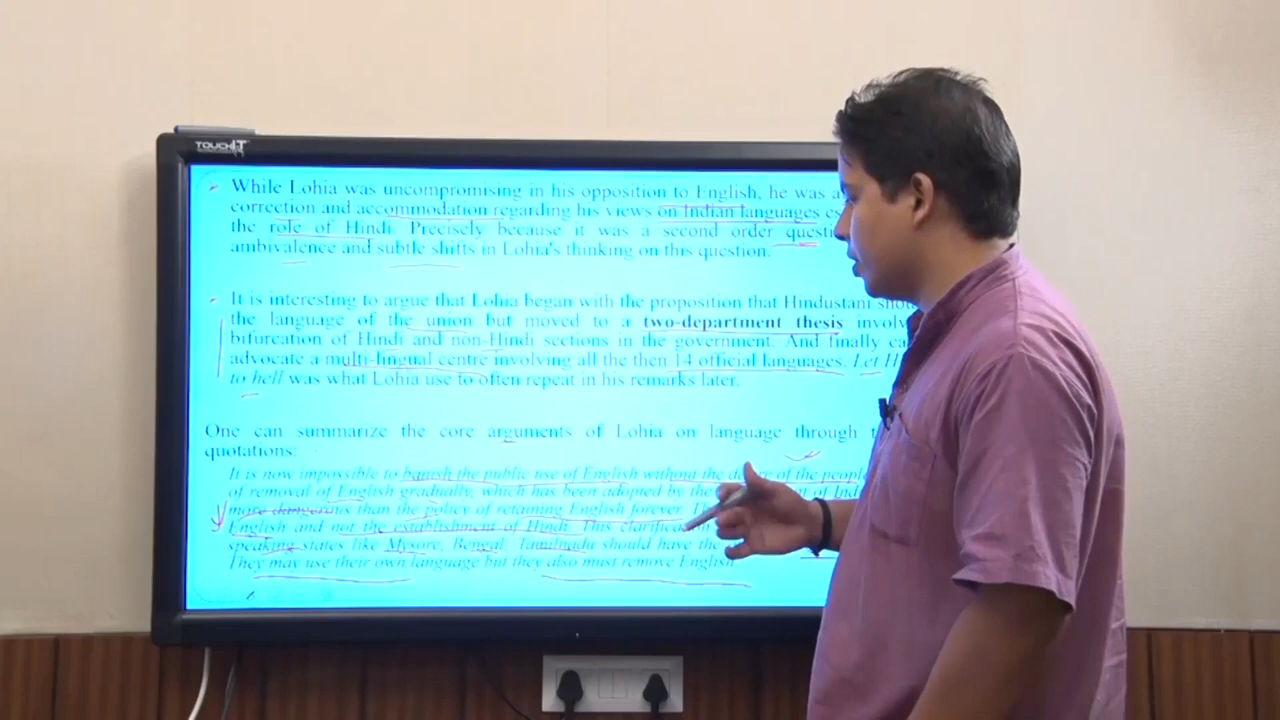 TOUCHIT
While Lohia was uncompromising in his opposition to English, he was
correction and accommodation regarding his views on Indian languages
the role of Hindi. Precisely because it was a second order
ambivalence and subtle shifts in Lohia's thinking on this question.
It is interesting to argue that Lohia began with the proposition that Hindustani
the language of the union but moved to a two-department thesis
bifurcation of Hindi and non-Hindi sections in the government. And finally
advocate a multi-lingual centre involving all the then 14 official languages. Let
to hell was what Lohia use to often repeat in his remarks later.
One can summarize the core arguments of Lohia on language through
quotations:
It is now impossible to banish the public use of English without the of the people
of removal of English gradually, which has been adopted by the of
more than the policy of retaining English forever.
English and not the establishment of Hindi. This
speaking states like Mysore, Bengal, Tamilnadu should have the
They may use their own language but they also must remove English